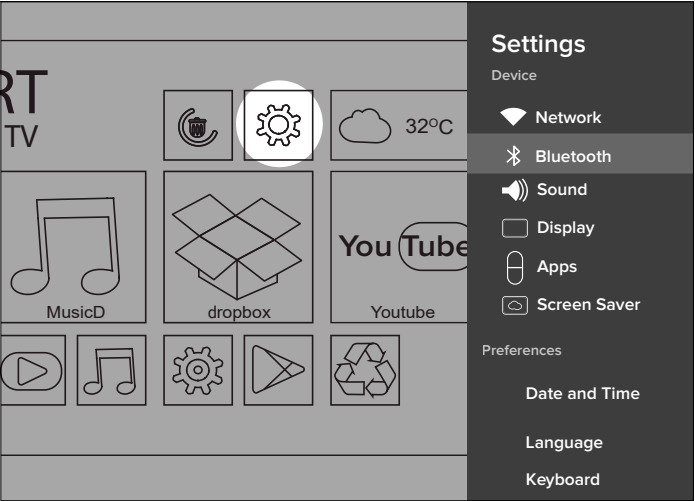 RT
TV
32°C
MusicD
dropbox
You Tube
Youtube
Settings
Device
Network
Bluetooth
Sound
Display
Apps
Screen Saver
Preferences
Date and Time
Language
Keyboard